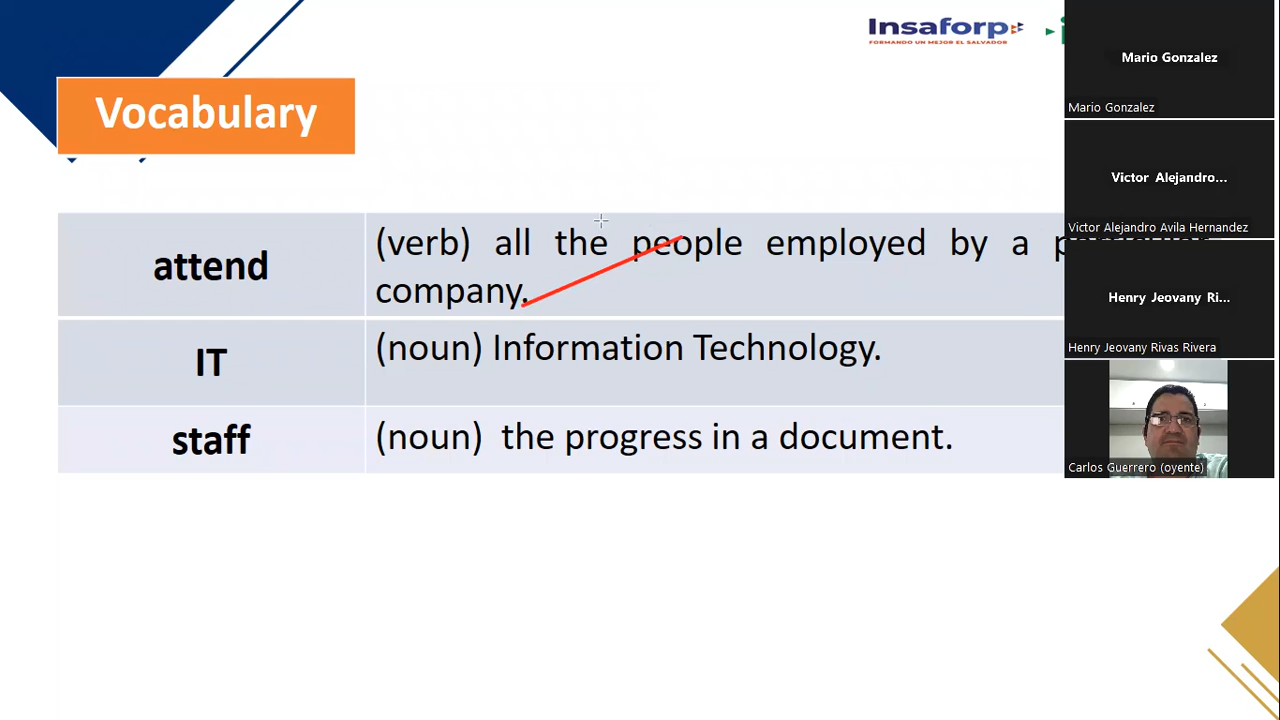 Insaforp
FORMANDO UN MEJOR EL SALVADOR
Vocabulary
attend
(verb) all the people employed by a
company.
IT
(noun) Information Technology.
staff
(noun) the progress in a document.
Mario Gonzalez
Mario Gonzalez
Victor Alejandro...
Victor Alejandro Avila Hernandez
Henry Jeovany Ri...
Henry Jeovany Rivas Rivera
Carlos Guerrero (oyente)